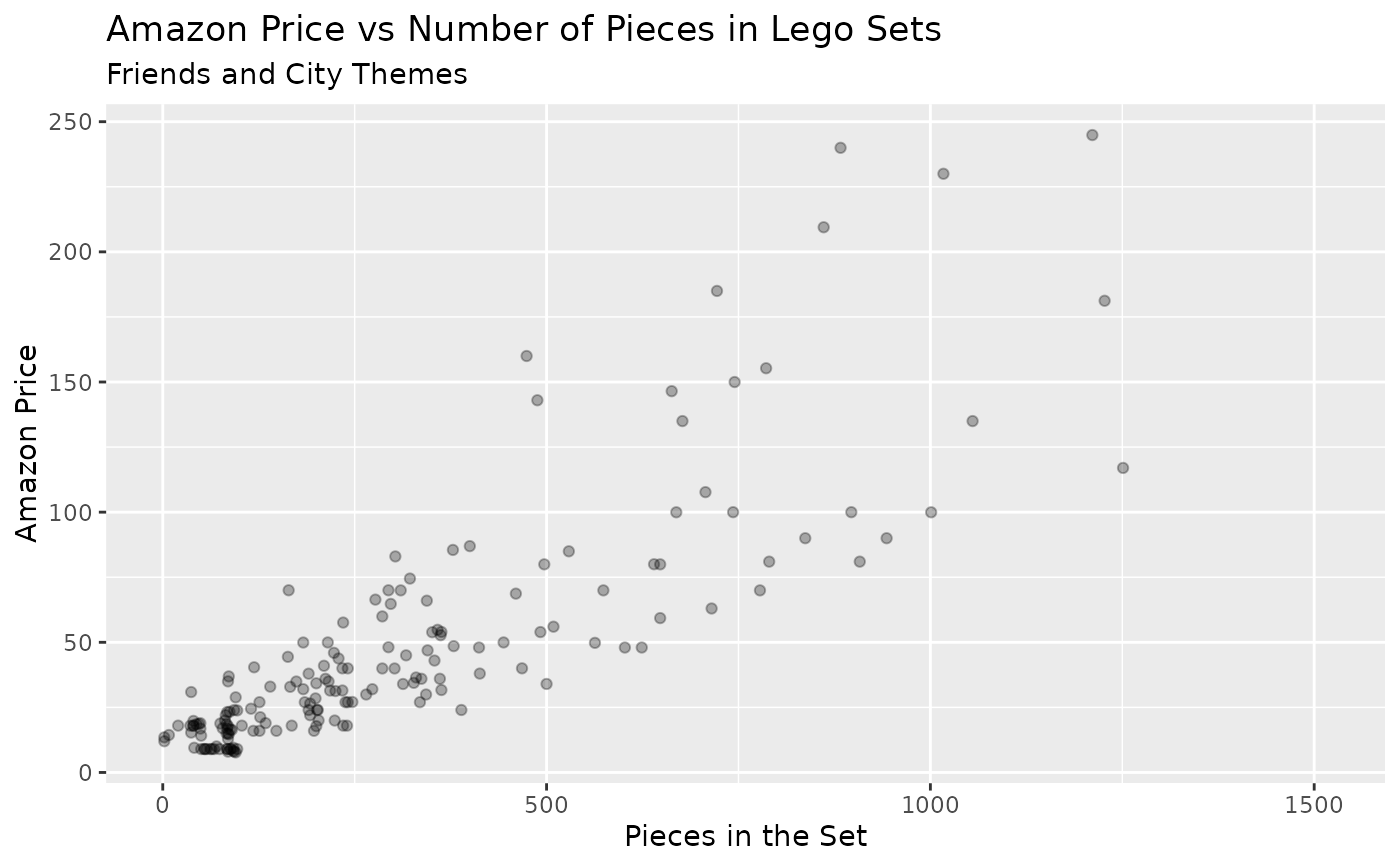 Amazon Price vs Number of Pieces in Lego Sets
Friends and City Themes
250
200
150
100
50
0
Amazon Price
0 500 1000 1500
Pieces in the Set